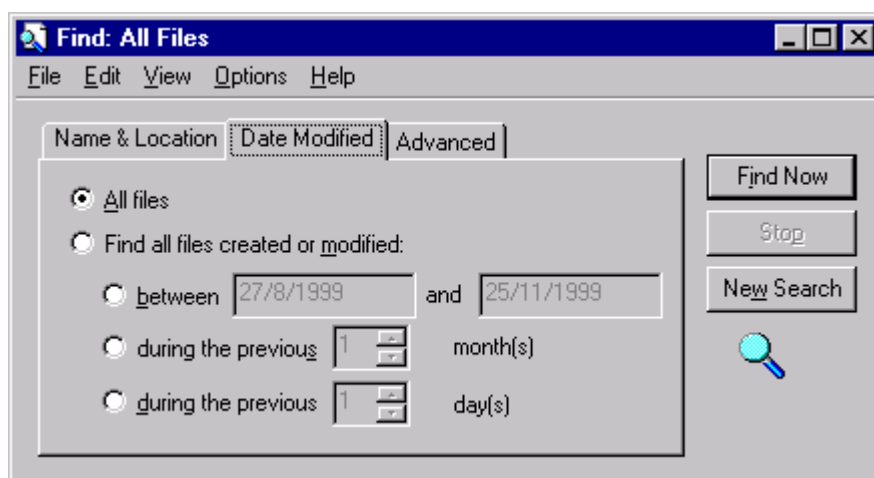 Find: All Files
File Edit View Options Help
Name & Location Date Modified Advanced
All files
Find all files created or modified:
between 27/8/1999 and 25/11/1999
during the previous 1 month(s)
during the previous 1 day(s)
Find Now
Stop
New Search